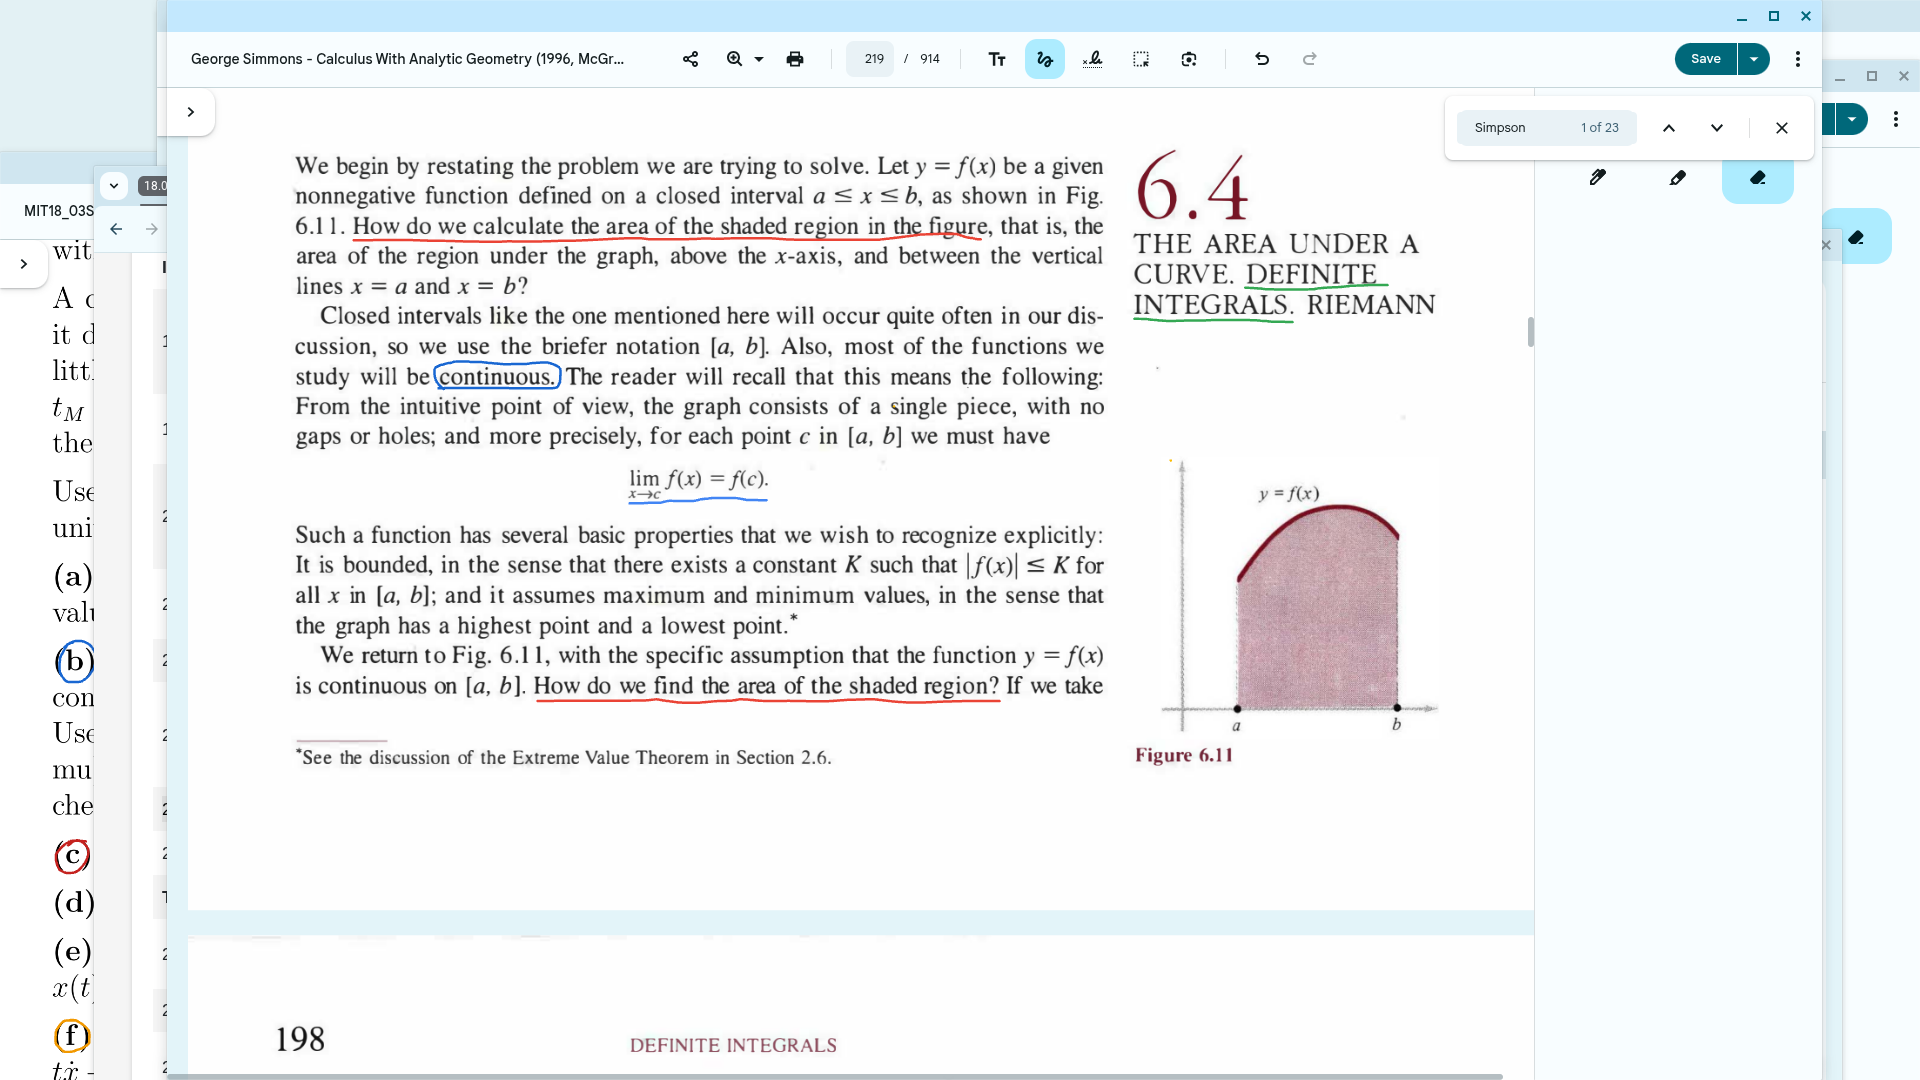 George Simmons - Calculus With Analytic Geometry (1996, McGr...
219 / 914
Save
Simpson 1 of 23
We begin by restating the problem we are trying to solve. Let y = f(x) be a given
nonnegative function defined on a closed interval a ≤ x ≤ b, as shown in Fig.
6.11. How do we calculate the area of the shaded region in the figure, that is, the
area of the region under the graph, above the x-axis, and between the vertical
lines x = a and x = b?
Closed intervals like the one mentioned here will occur quite often in our dis-
cussion, so we use the briefer notation [a, b]. Also, most of the functions we
study will be continuous. The reader will recall that this means the following:
From the intuitive point of view, the graph consists of a single piece, with no
gaps or holes; and more precisely, for each point c in [a, b] we must have
lim f(x) = f(c).
x→c
Such a function has several basic properties that we wish to recognize explicitly:
It is bounded, in the sense that there exists a constant K such that |f(x)| ≤ K for
all x in [a, b]; and it assumes maximum and minimum values, in the sense that
the graph has a highest point and a lowest point.*
We return to Fig. 6.11, with the specific assumption that the function y = f(x)
is continuous on [a, b]. How do we find the area of the shaded region? If we take
*See the discussion of the Extreme Value Theorem in Section 2.6.
6.4
THE AREA UNDER A
CURVE. DEFINITE
INTEGRALS. RIEMANN
y = f(x)
a
b
Figure 6.11
198
DEFINITE INTEGRALS
18.0
MIT18_03S
wit
A c
it d
littl
t_M
the
Use
uni
(a)
valu
(b)
con
Use
mu
che
(c)
(d)
(e)
x(t)
(f)
tẋ -